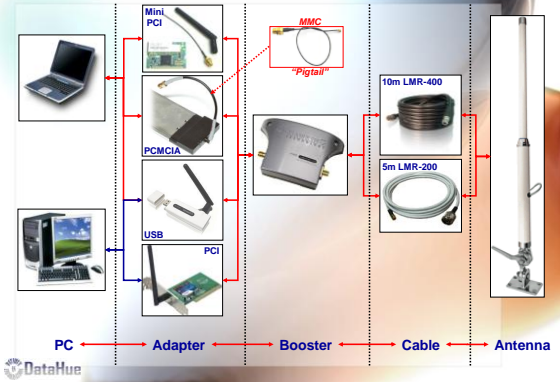 Mini
PCI
MMC
"Pigtail"
10m LMR-400
PCMCIA
5m LMR-200
USB
PCI
PC
Adapter
Booster
Cable
Antenna
DataHue